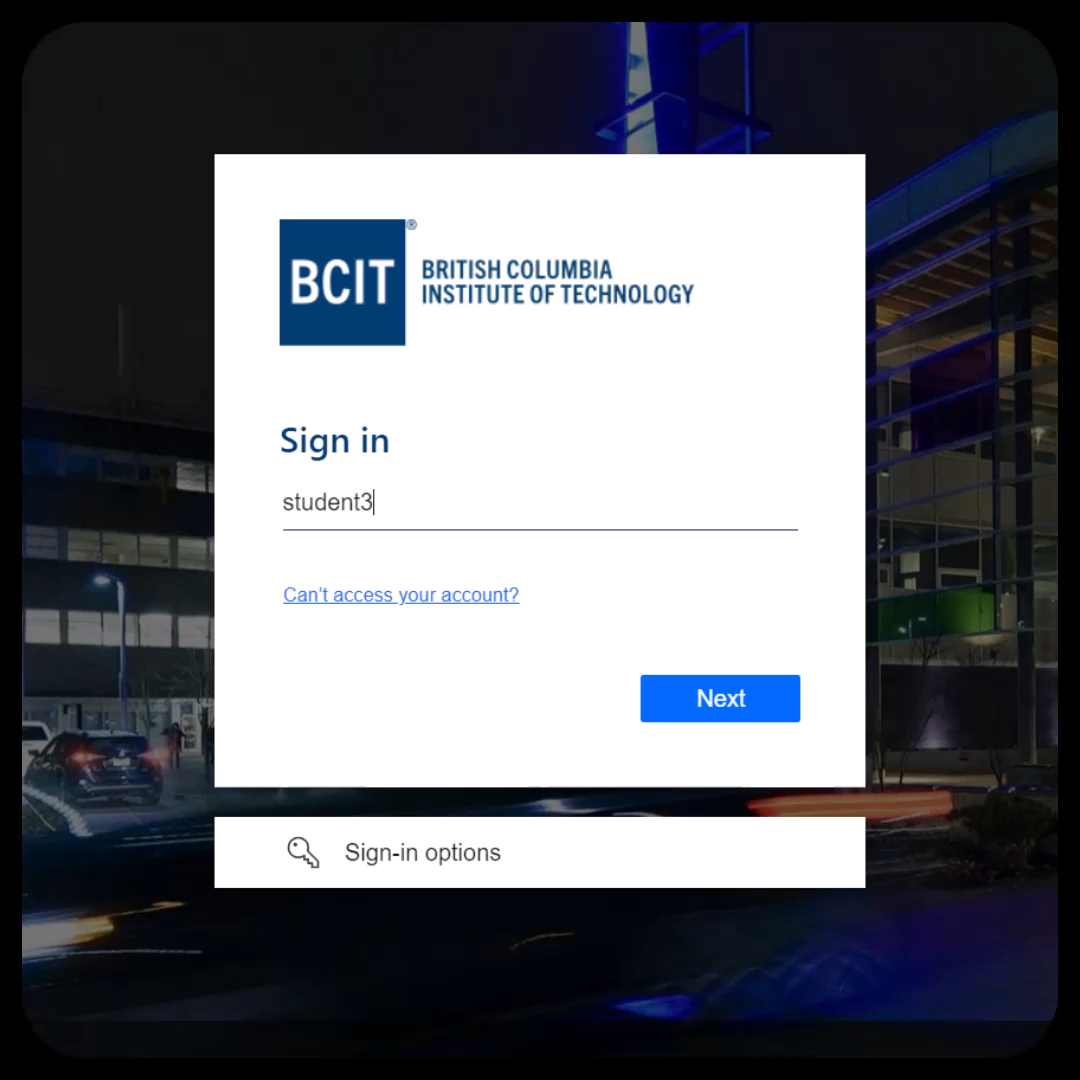 BCIT®
BRITISH COLUMBIA
INSTITUTE OF TECHNOLOGY
Sign in
student3
Can't access your account?
Next
Sign-in options